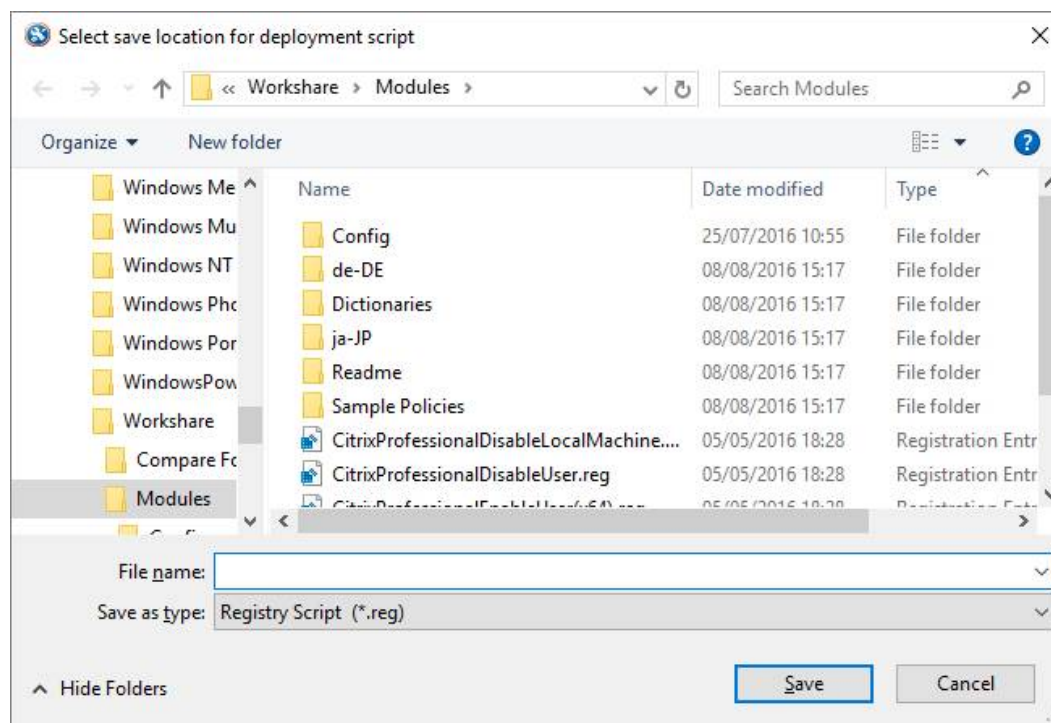 Select save location for deployment script
« Workshare > Modules >
Search Modules
Organize
New folder
Name Date modified Type
Windows Me
Windows Mu
Windows NT
Windows Pho
Windows Por
WindowsPow
Workshare
Compare Fo
Modules
Config 25/07/2016 10:55 File folder
de-DE 08/08/2016 15:17 File folder
Dictionaries 08/08/2016 15:17 File folder
ja-JP 08/08/2016 15:17 File folder
Readme 08/08/2016 15:17 File folder
Sample Policies 08/08/2016 15:17 File folder
CitrixProfessionalDisableLocalMachine.... 05/05/2016 18:28 Registration Entr
CitrixProfessionalDisableUser.reg 05/05/2016 18:28 Registration Entr
File name:
Save as type: Registry Script (*.reg)
Hide Folders
Save
Cancel